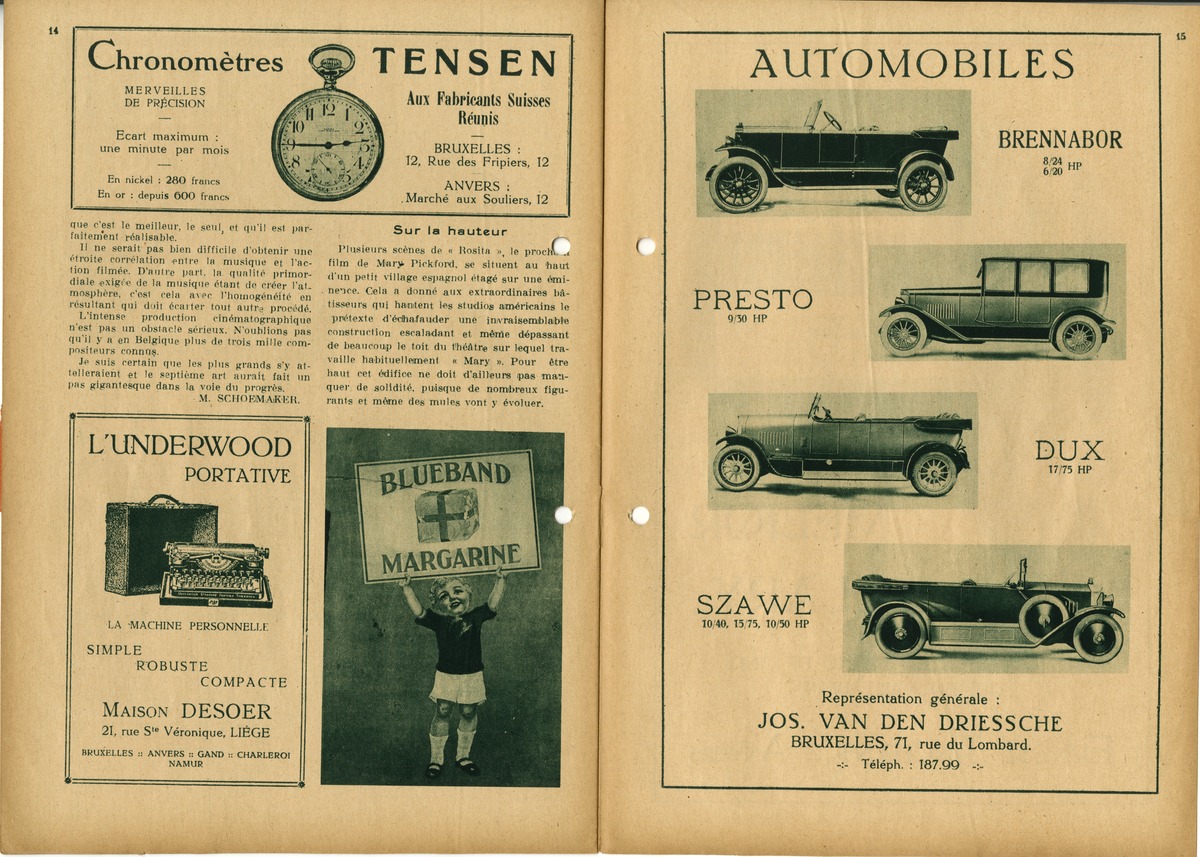 14
Chronomètres TENSEN
MERVEILLES
DE PRÉCISION
Ecart maximum :
une minute par mois
En nickel : 280 francs
En or : depuis 600 francs
Aux Fabricants Suisses
Réunis
BRUXELLES :
12, Rue des Fripiers, 12
ANVERS :
Marché aux Souliers, 12
que c'est le meilleur, le seul, et qu'il est par-
faitement réalisable.
Il ne serait pas bien difficile d'obtenir une
étroite corrélation entre la musique et l'ac-
tion filmée. D'autre part, la qualité primor-
diale exigée de la musique étant de créer l'at-
mosphère, c'est cela avec l'homogénéité en
résultant qui doit écarter tout autre procédé.
L'intense production cinématographique
n'est pas un obstacle sérieux. N'oublions pas
qu'il y a en Belgique plus de trois mille com-
positeurs connus.
Je suis certain que les plus grands s'y at-
telleraient et le septième art aurait fait un
pas gigantesque dans la voie du progrès.
M. SCHOEMAKER.
Sur la hauteur
Plusieurs scènes de « Rosita », le
film de Mary Pickford, se situent au haut
d'un petit village espagnol étagé sur une émi-
nence. Cela a donné aux extraordinaires bâ-
tisseurs qui hantent les studios américains le
prétexte d'échafauder une invraisemblable
construction escaladant et même dépassant
de beaucoup le toit du théâtre sur lequel tra-
vaille habituellement « Mary ». Pour être
haut cet édifice ne doit d'ailleurs pas man-
quer de solidité, puisque de nombreux figu-
rants et même des mules vont y évoluer.
L'UNDERWOOD
PORTATIVE
LA MACHINE PERSONNELLE
SIMPLE
ROBUSTE
COMPACTE
MAISON DESOER
21, rue Ste Véronique, LIÈGE
BRUXELLES :: ANVERS :: GAND :: CHARLEROI
NAMUR
BLUEBAND
MARGARINE
15
AUTOMOBILES
BRENNABOR
8/24
6/20 HP
PRESTO
9/30 HP
DUX
17/75 HP
SZAWE
10/40, 15/75, 10/50 HP
Représentation générale :
JOS. VAN DEN DRIESSCHE
BRUXELLES, 71, rue du Lombard.
-:- Téléph. : 187.99 -:-